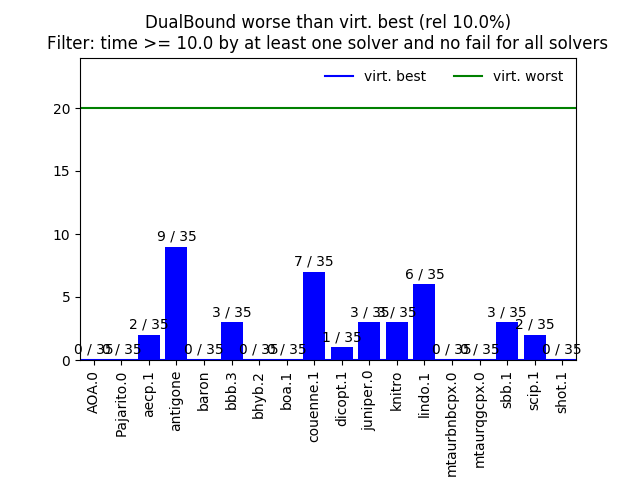 DualBound worse than virt. best (rel 10.0%)
Filter: time >= 10.0 by at least one solver and no fail for all solvers
virt. best
virt. worst
20
15
10
5
0
9 / 35
7 / 35
6 / 35
3 / 35
3 / 35
3 / 35
3 / 35
2 / 35
2 / 35
1 / 35
0 / 35
0 / 35
0 / 35
0 / 35
0 / 35
0 / 35
0 / 35
0 / 35
AOA.0
Pajarito.0
aecp.1
antigone
baron
bbb.3
bhyb.2
boa.1
couenne.1
dicopt.1
juniper.0
knitro
lindo.1
mtaurbnbcpx.0
mtaurqgcpx.0
sbb.1
scip.1
shot.1